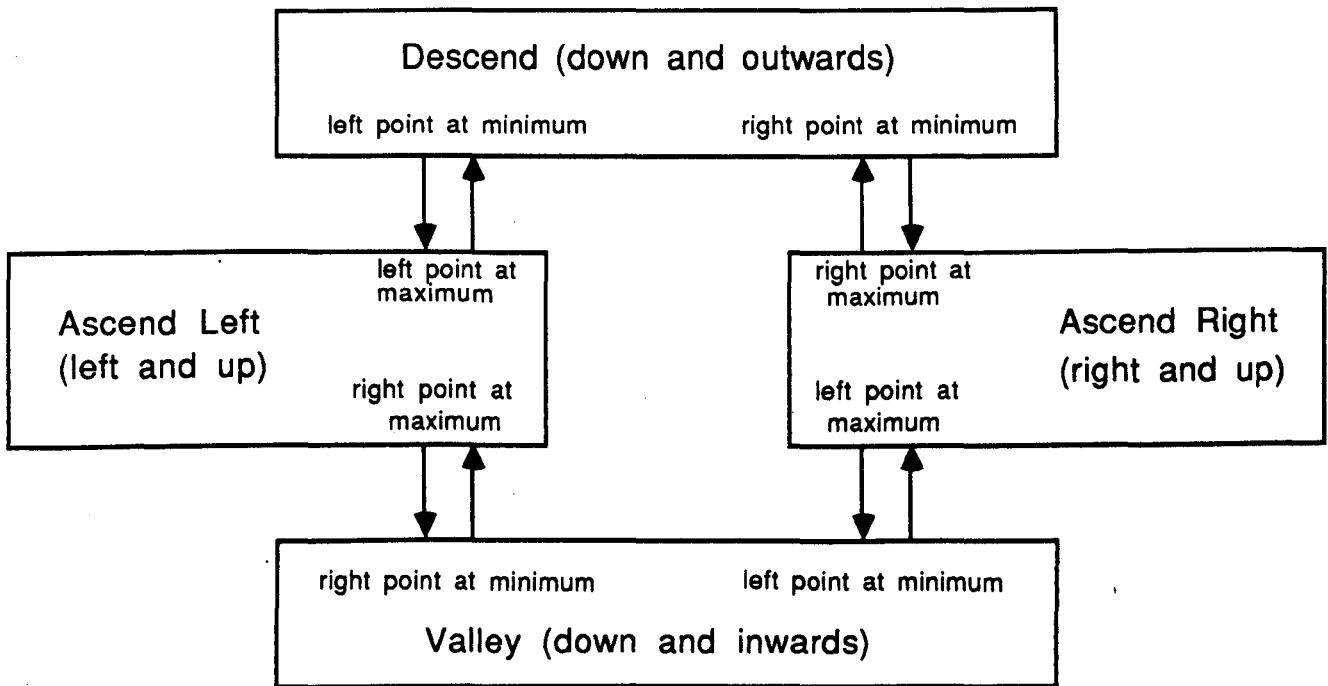 Descend (down and outwards)
left point at minimum
right point at minimum
left point at
maximum
Ascend Left
(left and up)
right point at
maximum
right point at
maximum
Ascend Right
(right and up)
left point at
maximum
right point at minimum
left point at minimum
Valley (down and inwards)